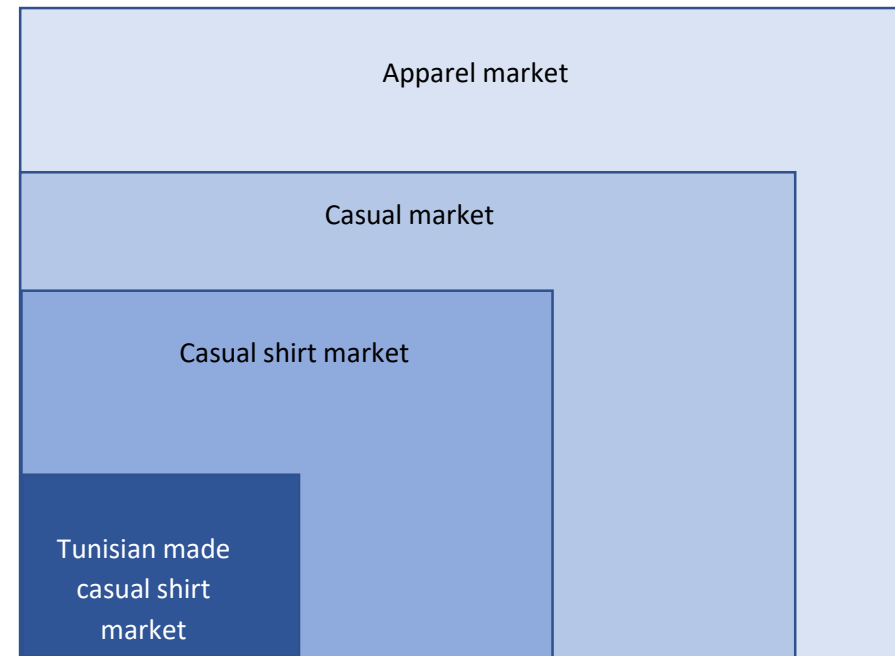 Apparel market
Casual market
Casual shirt market
Tunisian made
casual shirt
market